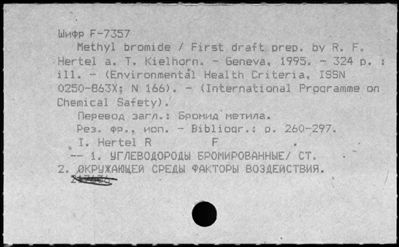 Шифр F-7357
Methyl bromide / First draft prep. by R. F.
Hertel a. T. Kielhorn. - Geneva, 1995. - 324 p. :
ill. - (Environmental Health Criteria, ISSN
0250-863X; N 166). - (International Programme on
Chemical Safety).
Перевод загл.: Бромид метила.
Рез. фр., исп. - Bibliogr.: p. 260-297.
I. Hertel R F .
-- 1. УГЛЕВОДОРОДЫ БРОМИРОВАННЫЕ/ СТ.
2. ОКРУЖАЮЩЕЙ СРЕДЫ ФАКТОРЫ ВОЗДЕЙСТВИЯ.